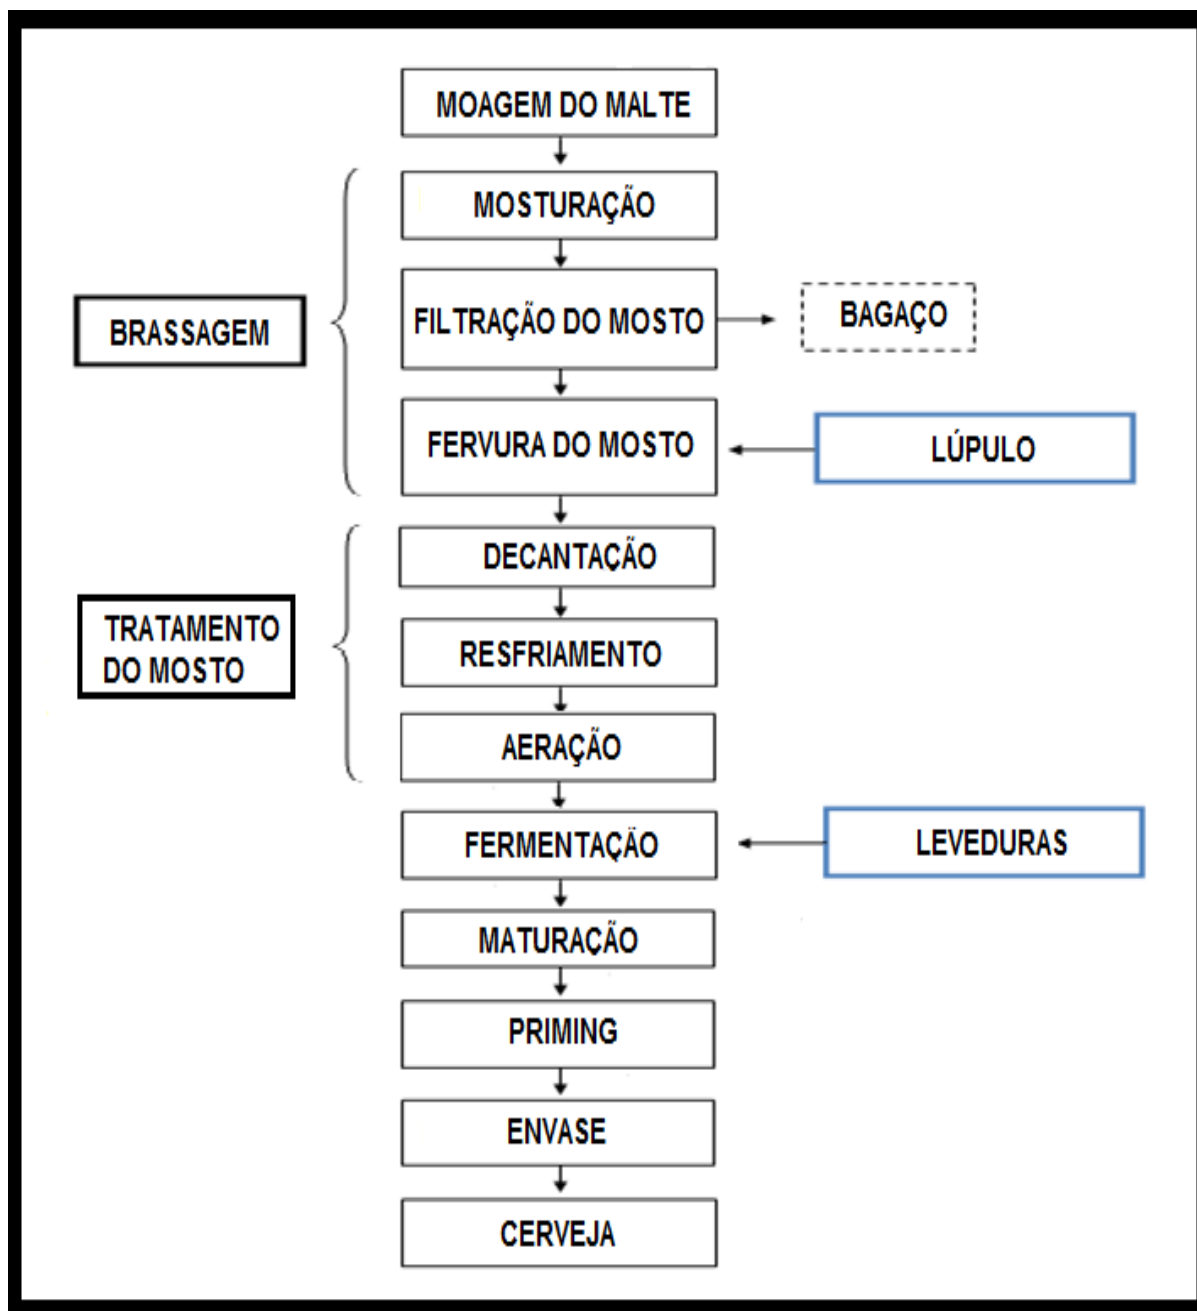 MOAGEM DO MALTE
MOSTURAÇÃO
BRASSAGEM
FILTRAÇÃO DO MOSTO
BAGAÇO
FERVURA DO MOSTO
LÚPULO
DECANTAÇÃO
TRATAMENTO
DO MOSTO
RESFRIAMENTO
AERAÇÃO
FERMENTAÇÃO
LEVEDURAS
MATURAÇÃO
PRIMING
ENVASE
CERVEJA